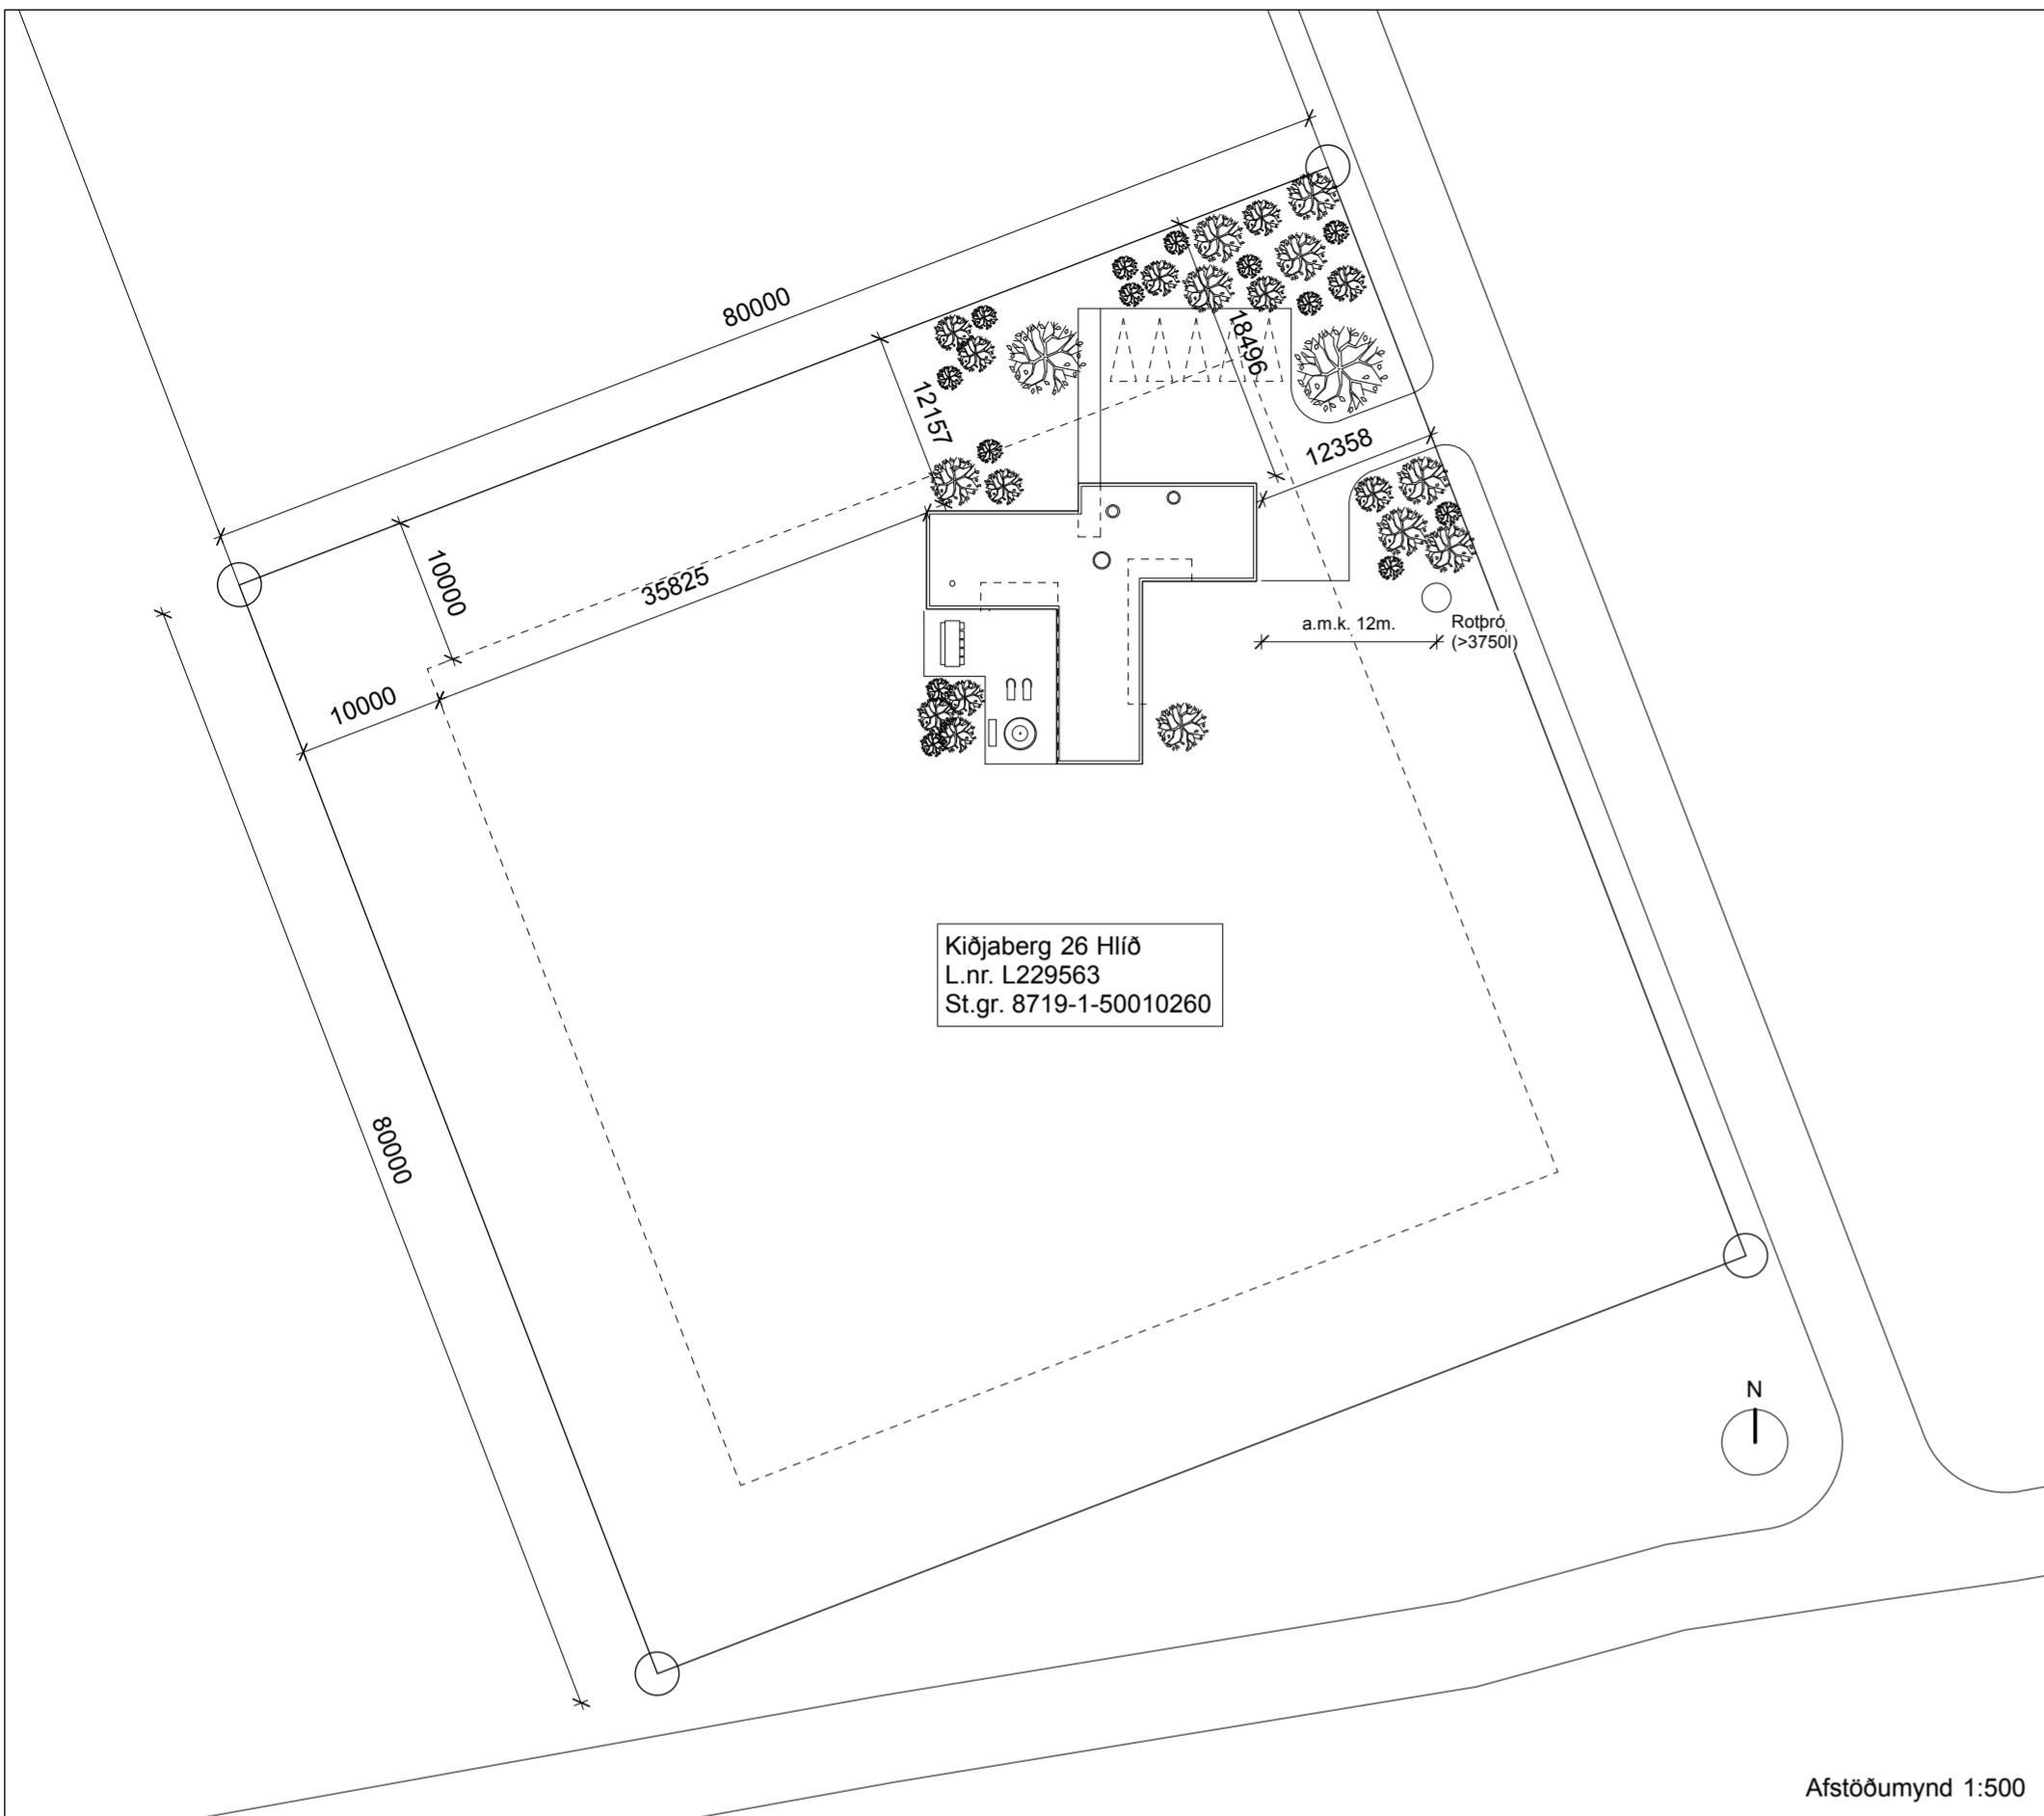 80000
18496
12157
12358
10000
35825
a.m.k. 12m.
Rotþró
(>3750l)
10000
Kiðjaberg 26 Hlíð
L.nr. L229563
St.gr. 8719-1-50010260
80000
N
Afstöðumynd 1:500